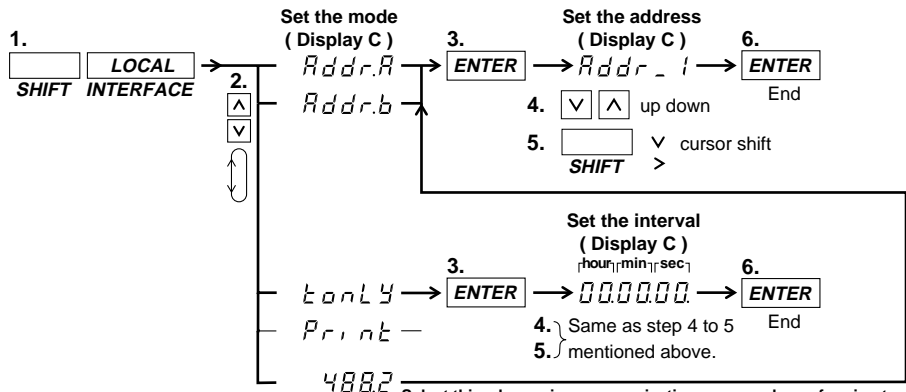 Set the mode
( Display C )
Set the address
( Display C )
1.
LOCAL
SHIFT INTERFACE
2.
Addr.A
Addr.b
3.
ENTER
Addr_ 1
6.
ENTER
End
4. up down
5. cursor shift
SHIFT
Set the interval
( Display C )
hour min sec
tonLY
3.
ENTER
00.00.00.
6.
ENTER
End
4. Same as step 4 to 5
5. mentioned above.
Print
488.2